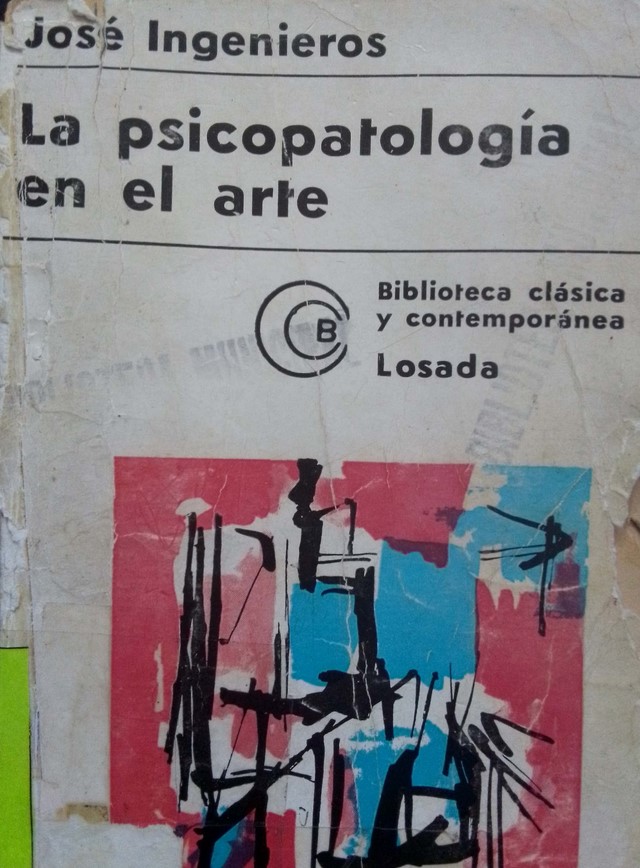 José Ingenieros
La psicopatología
en el arte
B
Biblioteca clásica
y contemporánea
Losada